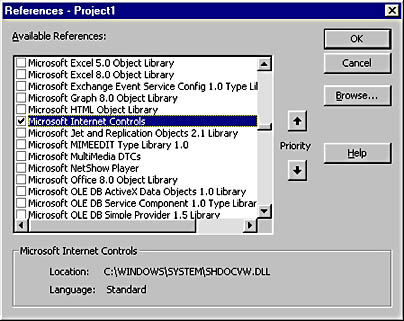 References - Project1
Available References:
Microsoft Excel 5.0 Object Library
Microsoft Excel 8.0 Object Library
Microsoft Exchange Event Service Config 1.0 Type Li
Microsoft Graph 8.0 Object Library
Microsoft HTML Object Library
Microsoft Internet Controls
Microsoft Jet and Replication Objects 2.1 Library
Microsoft MIMEEDIT Type Library 1.0
Microsoft MultiMedia DTCs
Microsoft NetShow Player
Microsoft Office 8.0 Object Library
Microsoft OLE DB ActiveX Data Objects 1.0 Library
Microsoft OLE DB Service Component 1.0 Type Librar
Microsoft OLE DB Simple Provider 1.5 Library
OK
Cancel
Browse...
Priority
Help
Microsoft Internet Controls
Location: C:\WINDOWS\SYSTEM\SHDOCVW.DLL
Language: Standard